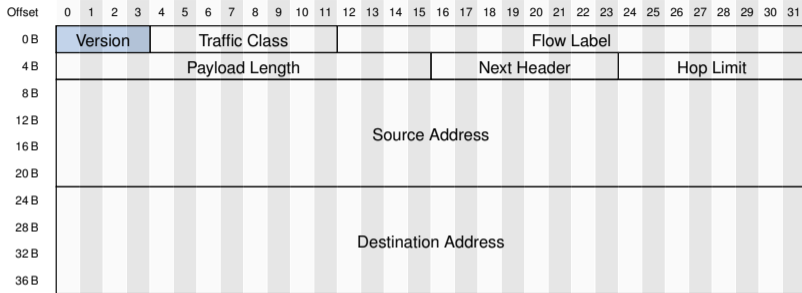 Offset 0 1 2 3 4 5 6 7 8 9 10 11 12 13 14 15 16 17 18 19 20 21 22 23 24 25 26 27 28 29 30 31
0 B Version Traffic Class Flow Label
4 B Payload Length Next Header Hop Limit
8 B
12 B
Source Address
16 B
20 B
24 B
28 B
Destination Address
32 B
36 B